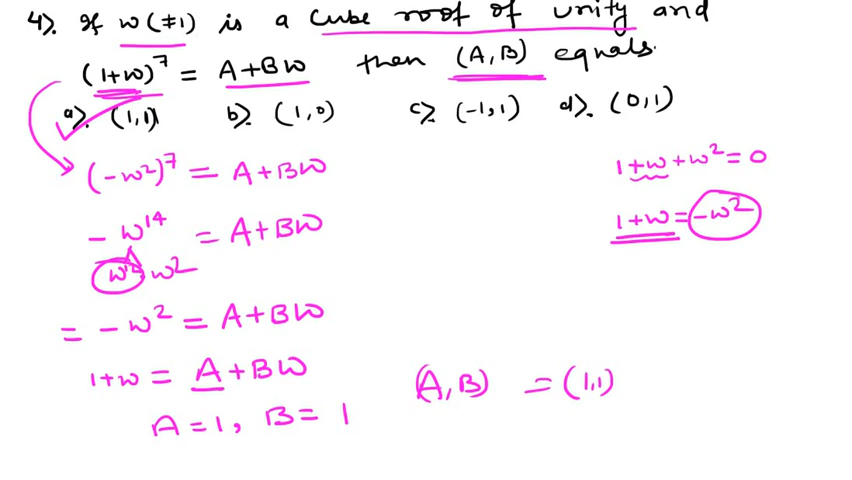 4). If w(≠1) is a cube root of unity and
(1+w)⁷ = A+Bw then (A,B) equals.
a). (1,1) b). (1,0) c). (-1,1) d). (0,1)
(-w²)⁷ = A+Bw
1+w+w²=0
-w¹⁴ = A+Bw
1+w = -w²
w¹² w²
= -w² = A+Bw
1+w = A+Bw
(A,B) = (1,1)
A=1, B=1